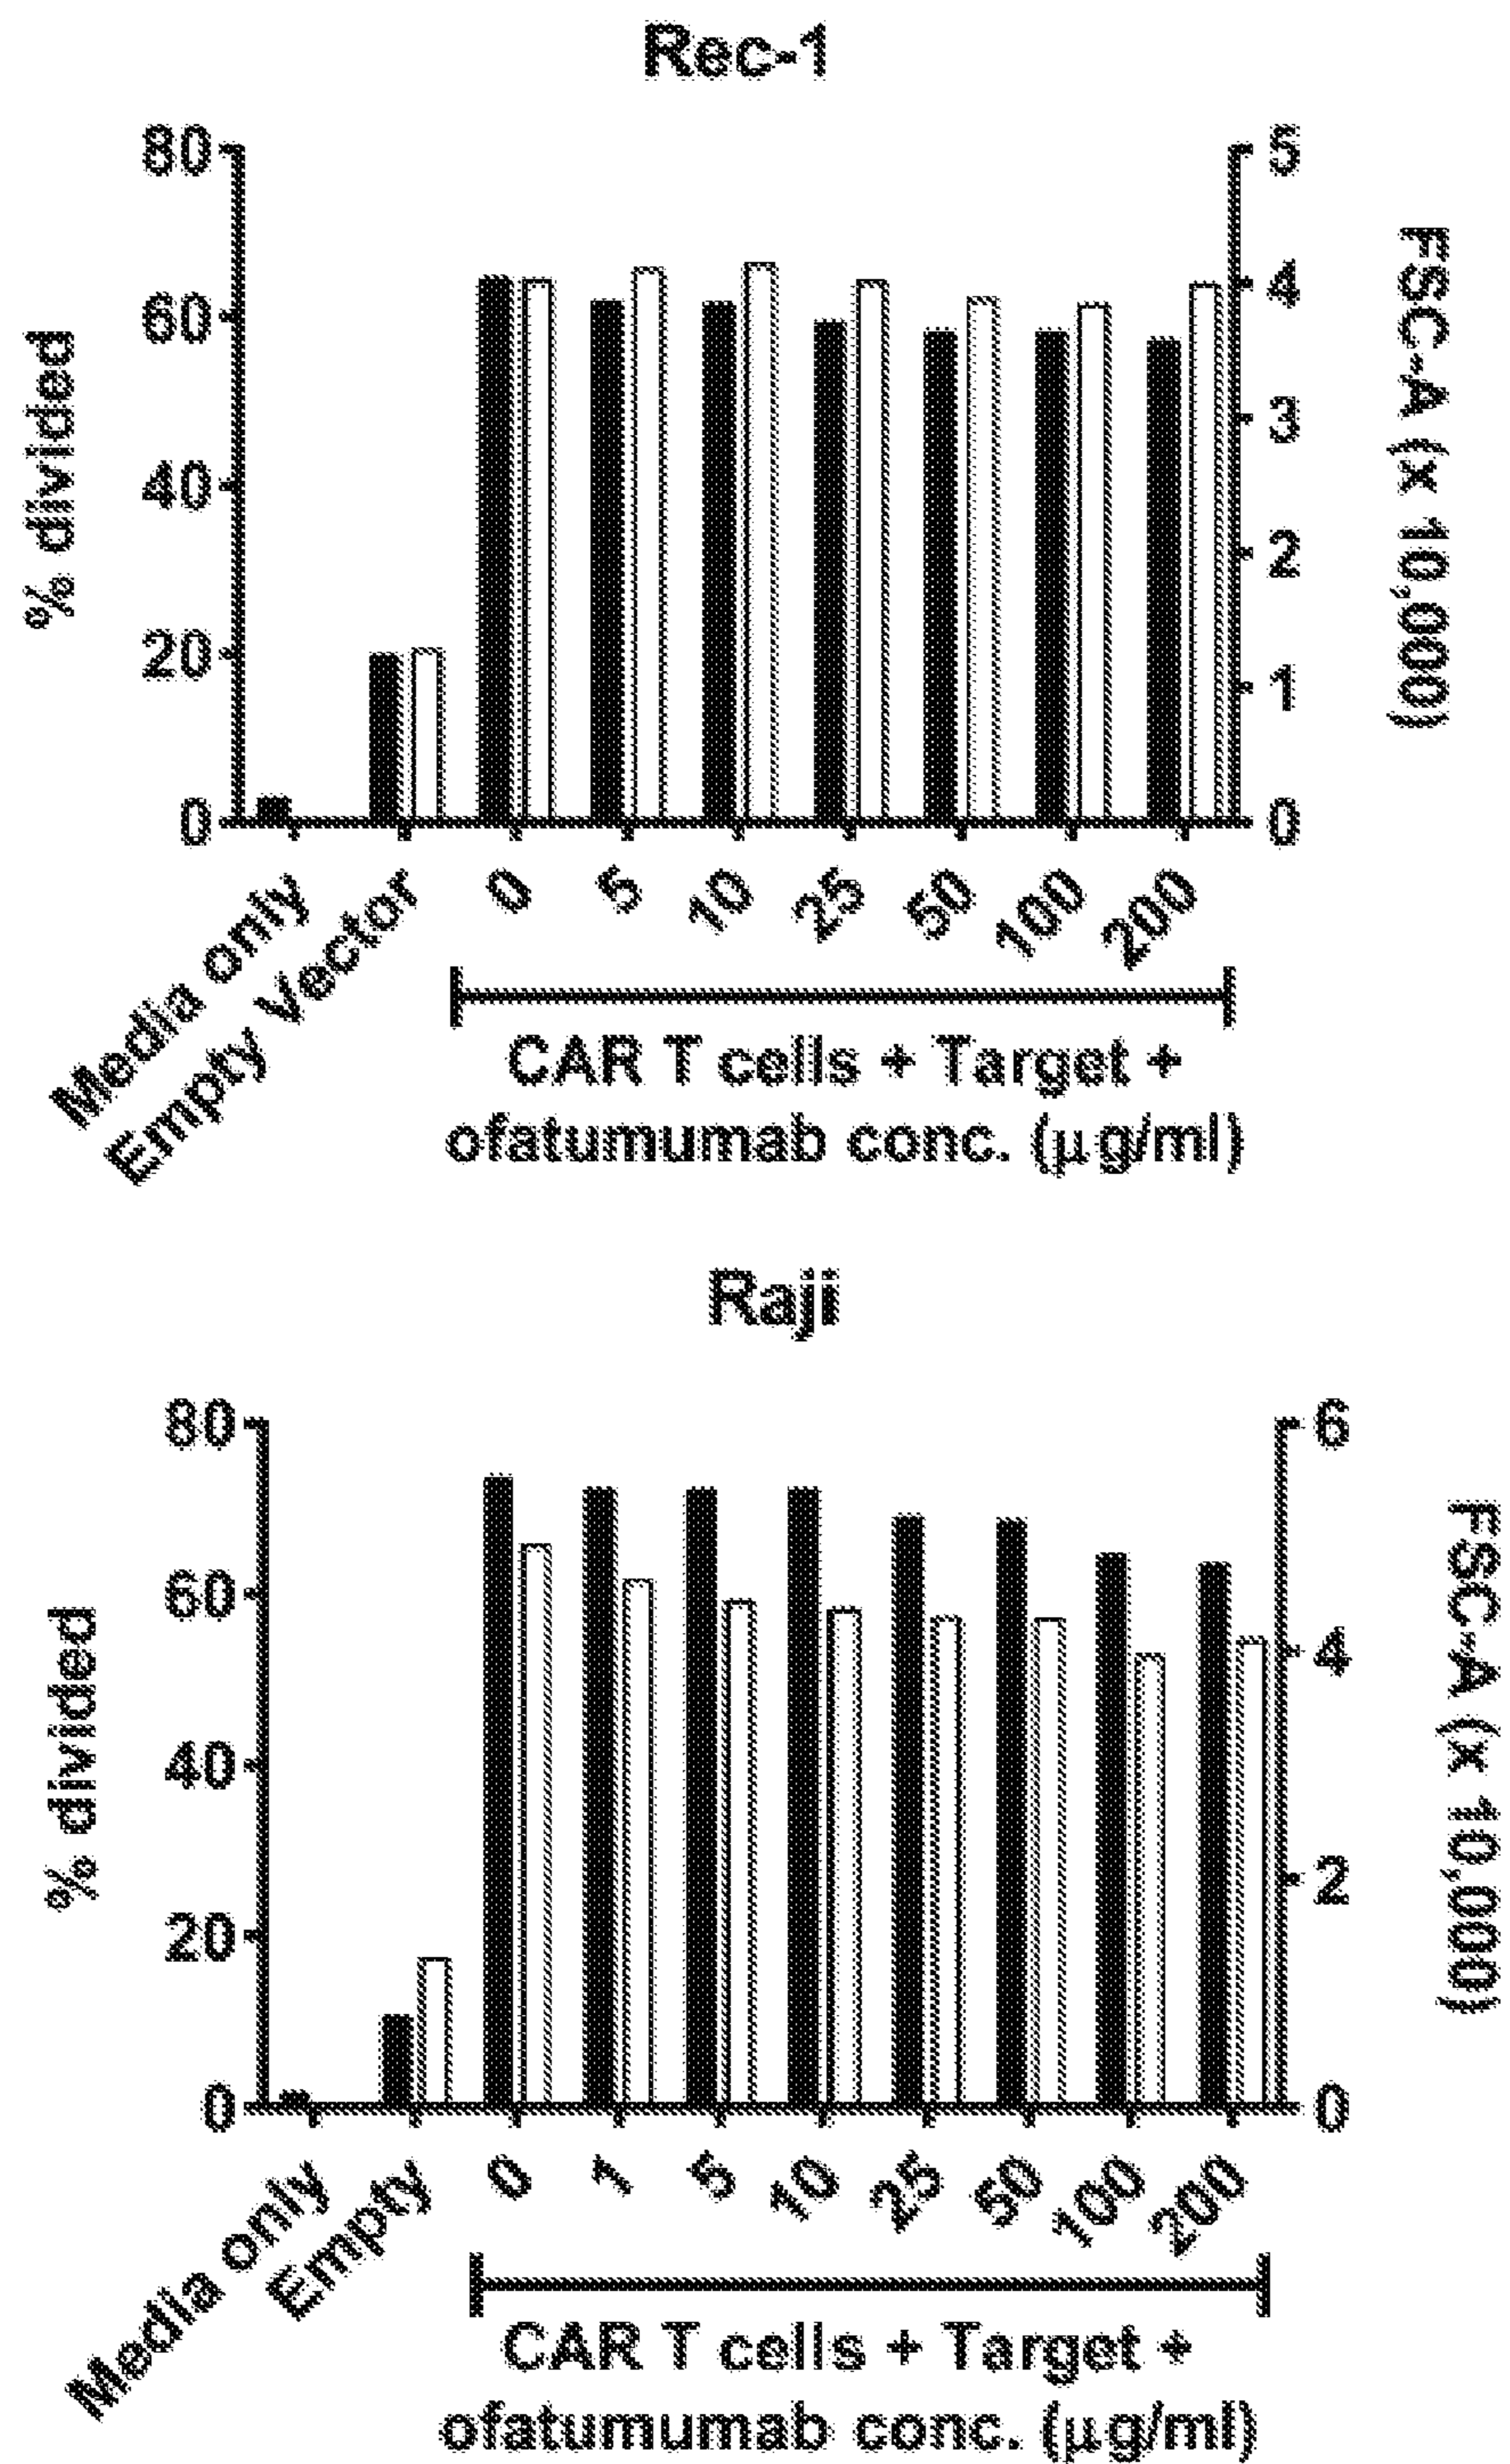 Rec-1
80
60
40
20
0
% divided
5
4
3
2
1
0
FSC-A (x 10,000)
Media only
Empty Vector
0
5
10
25
50
100
200
CAR T cells + Target +
ofatumumab conc. (μg/ml)
Raji
80
60
40
20
0
% divided
6
4
2
0
FSC-A (x 10,000)
Media only
Empty
0
1
5
10
25
50
100
200
CAR T cells + Target +
ofatumumab conc. (μg/ml)